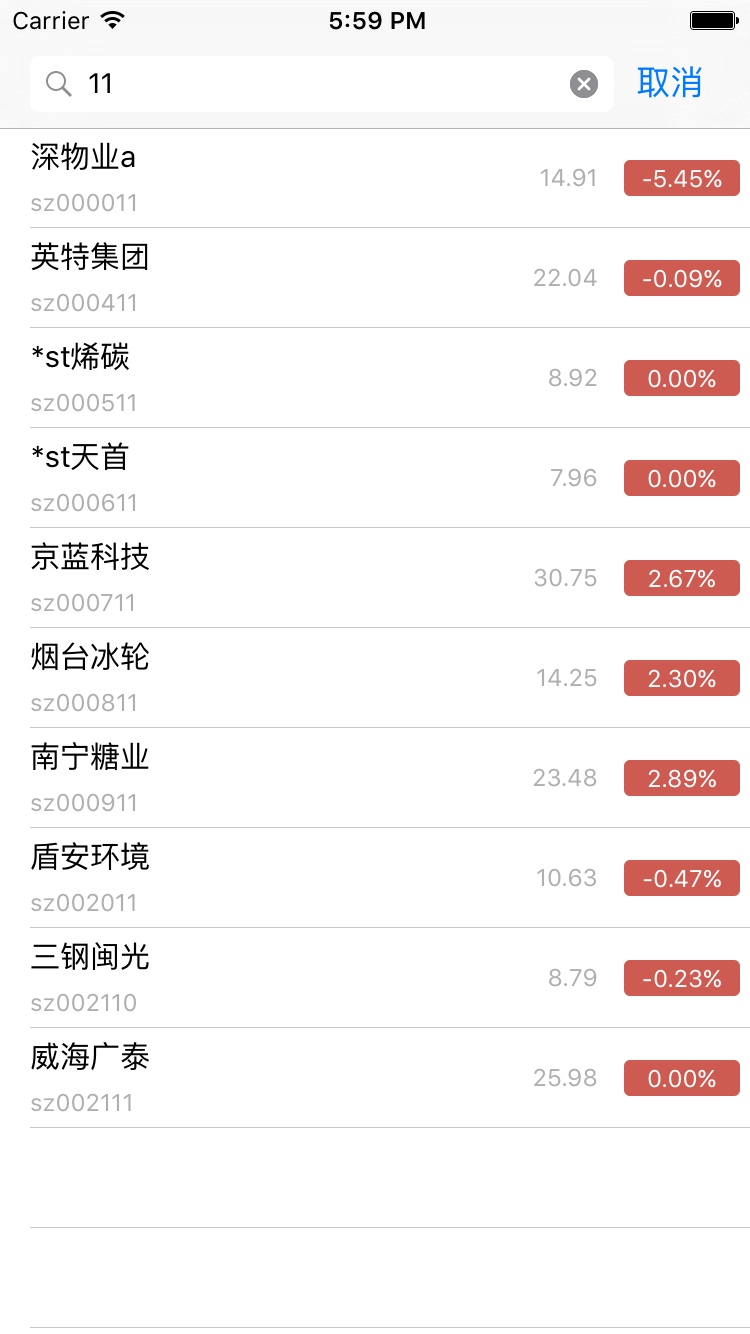 Carrier 5:59 PM
11 取消
深物业a
sz000011
14.91 -5.45%
英特集团
sz000411
22.04 -0.09%
*st烯碳
sz000511
8.92 0.00%
*st天首
sz000611
7.96 0.00%
京蓝科技
sz000711
30.75 2.67%
烟台冰轮
sz000811
14.25 2.30%
南宁糖业
sz000911
23.48 2.89%
盾安环境
sz002011
10.63 -0.47%
三钢闽光
sz002110
8.79 -0.23%
威海广泰
sz002111
25.98 0.00%